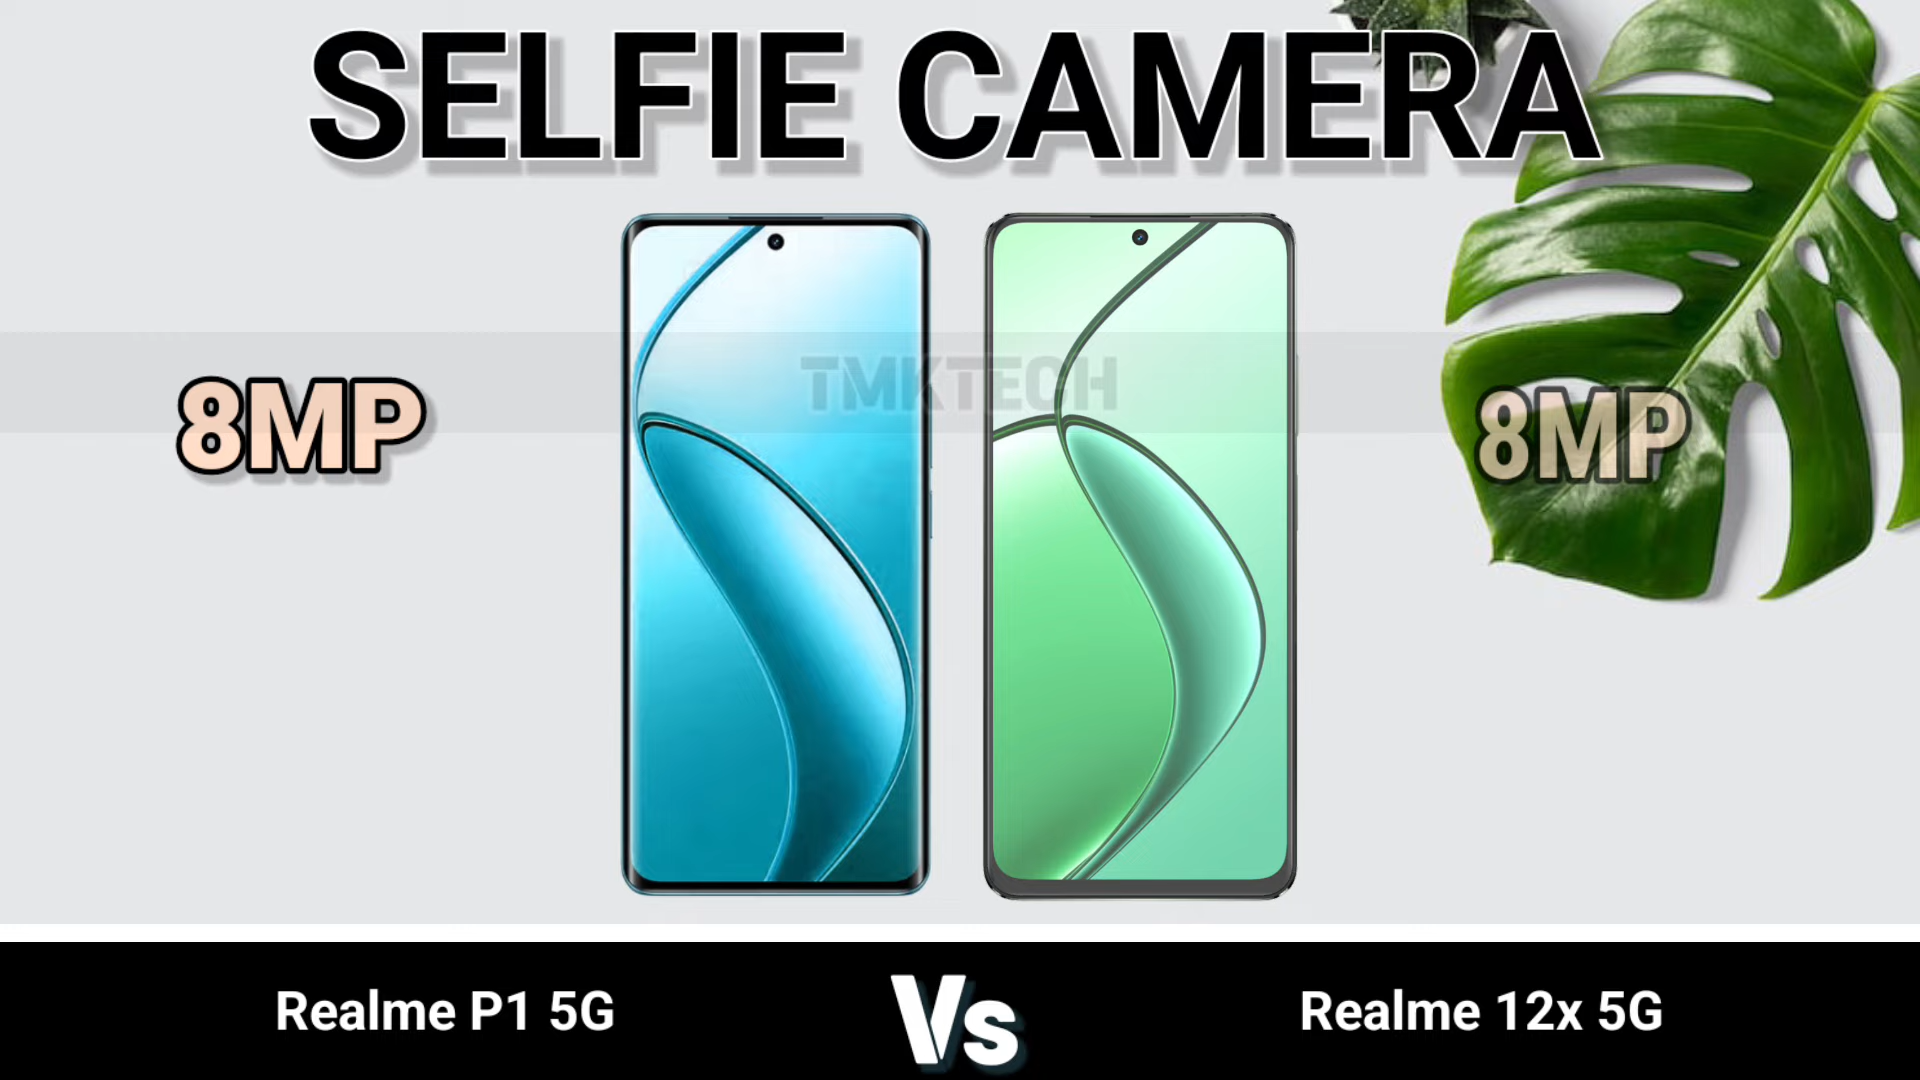 SELFIE CAMERA
TMKTECH
8MP
8MP
Realme P1 5G
Vs
Realme 12x 5G